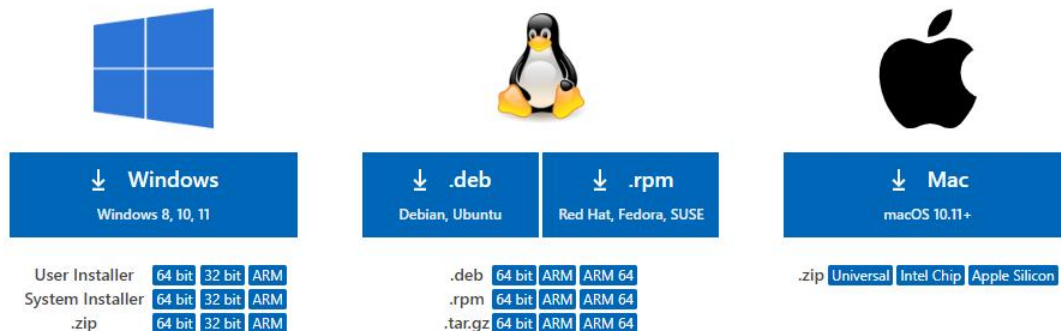 Windows
Windows 8, 10, 11
User Installer 64 bit 32 bit ARM
System Installer 64 bit 32 bit ARM
.zip 64 bit 32 bit ARM
.deb
Debian, Ubuntu
.rpm
Red Hat, Fedora, SUSE
.deb 64 bit ARM ARM 64
.rpm 64 bit ARM ARM 64
.tar.gz 64 bit ARM ARM 64
Mac
macOS 10.11+
.zip Universal Intel Chip Apple Silicon